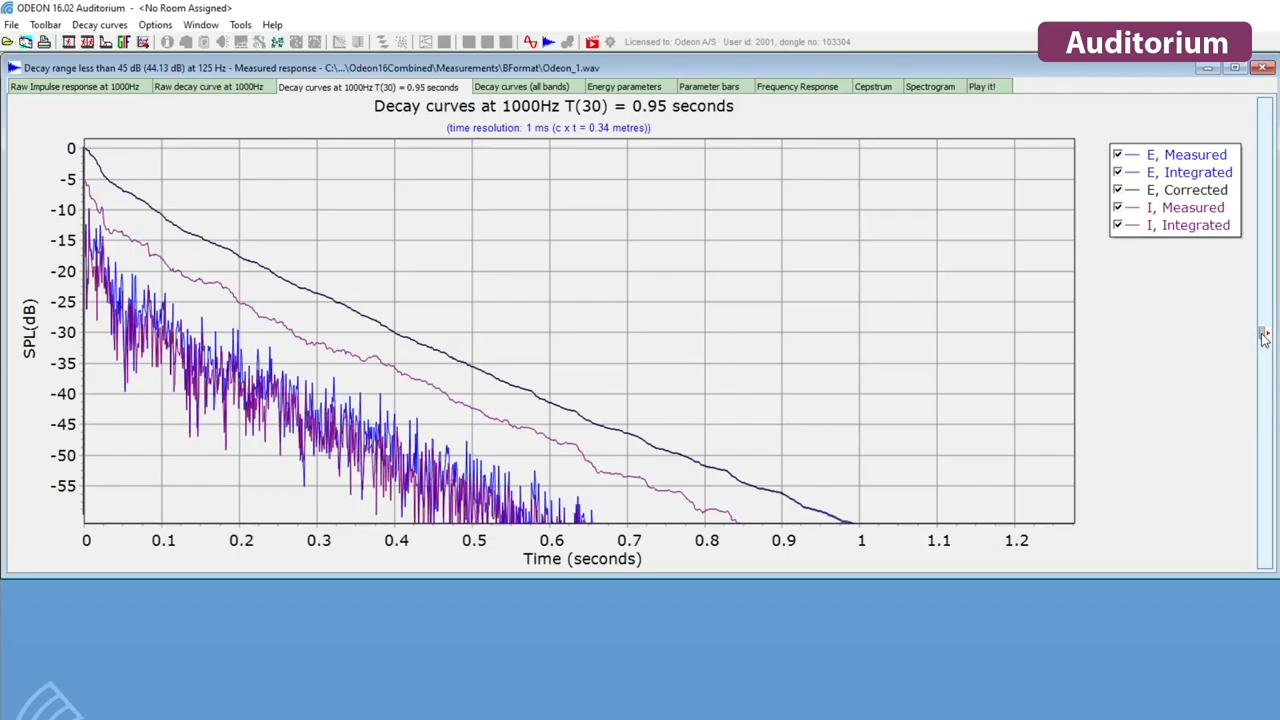 ODEON 16.02 Auditorium - <No Room Assigned>
File Toolbar Decay curves Options Window Tools Help
Licensed to: Odeon A/S User id: 2001, dongle no: 103304
Auditorium
Decay range less than 45 dB (44.13 dB) at 125 Hz - Measured response - C:\...\Odeon16Combined\Measurements\BFormat\Odeon_1.wav
Raw Impulse response at 1000Hz Raw decay curve at 1000Hz Decay curves at 1000Hz T(30) = 0.95 seconds Decay curves (all bands) Energy parameters Parameter bars Frequency Response Cepstrum Spectrogram Play it!
Decay curves at 1000Hz T(30) = 0.95 seconds
(time resolution: 1 ms (c x t = 0.34 metres))
E, Measured
E, Integrated
E, Corrected
I, Measured
I, Integrated
SPL(dB)
0
-5
-10
-15
-20
-25
-30
-35
-40
-45
-50
-55
0 0.1 0.2 0.3 0.4 0.5 0.6 0.7 0.8 0.9 1 1.1 1.2
Time (seconds)